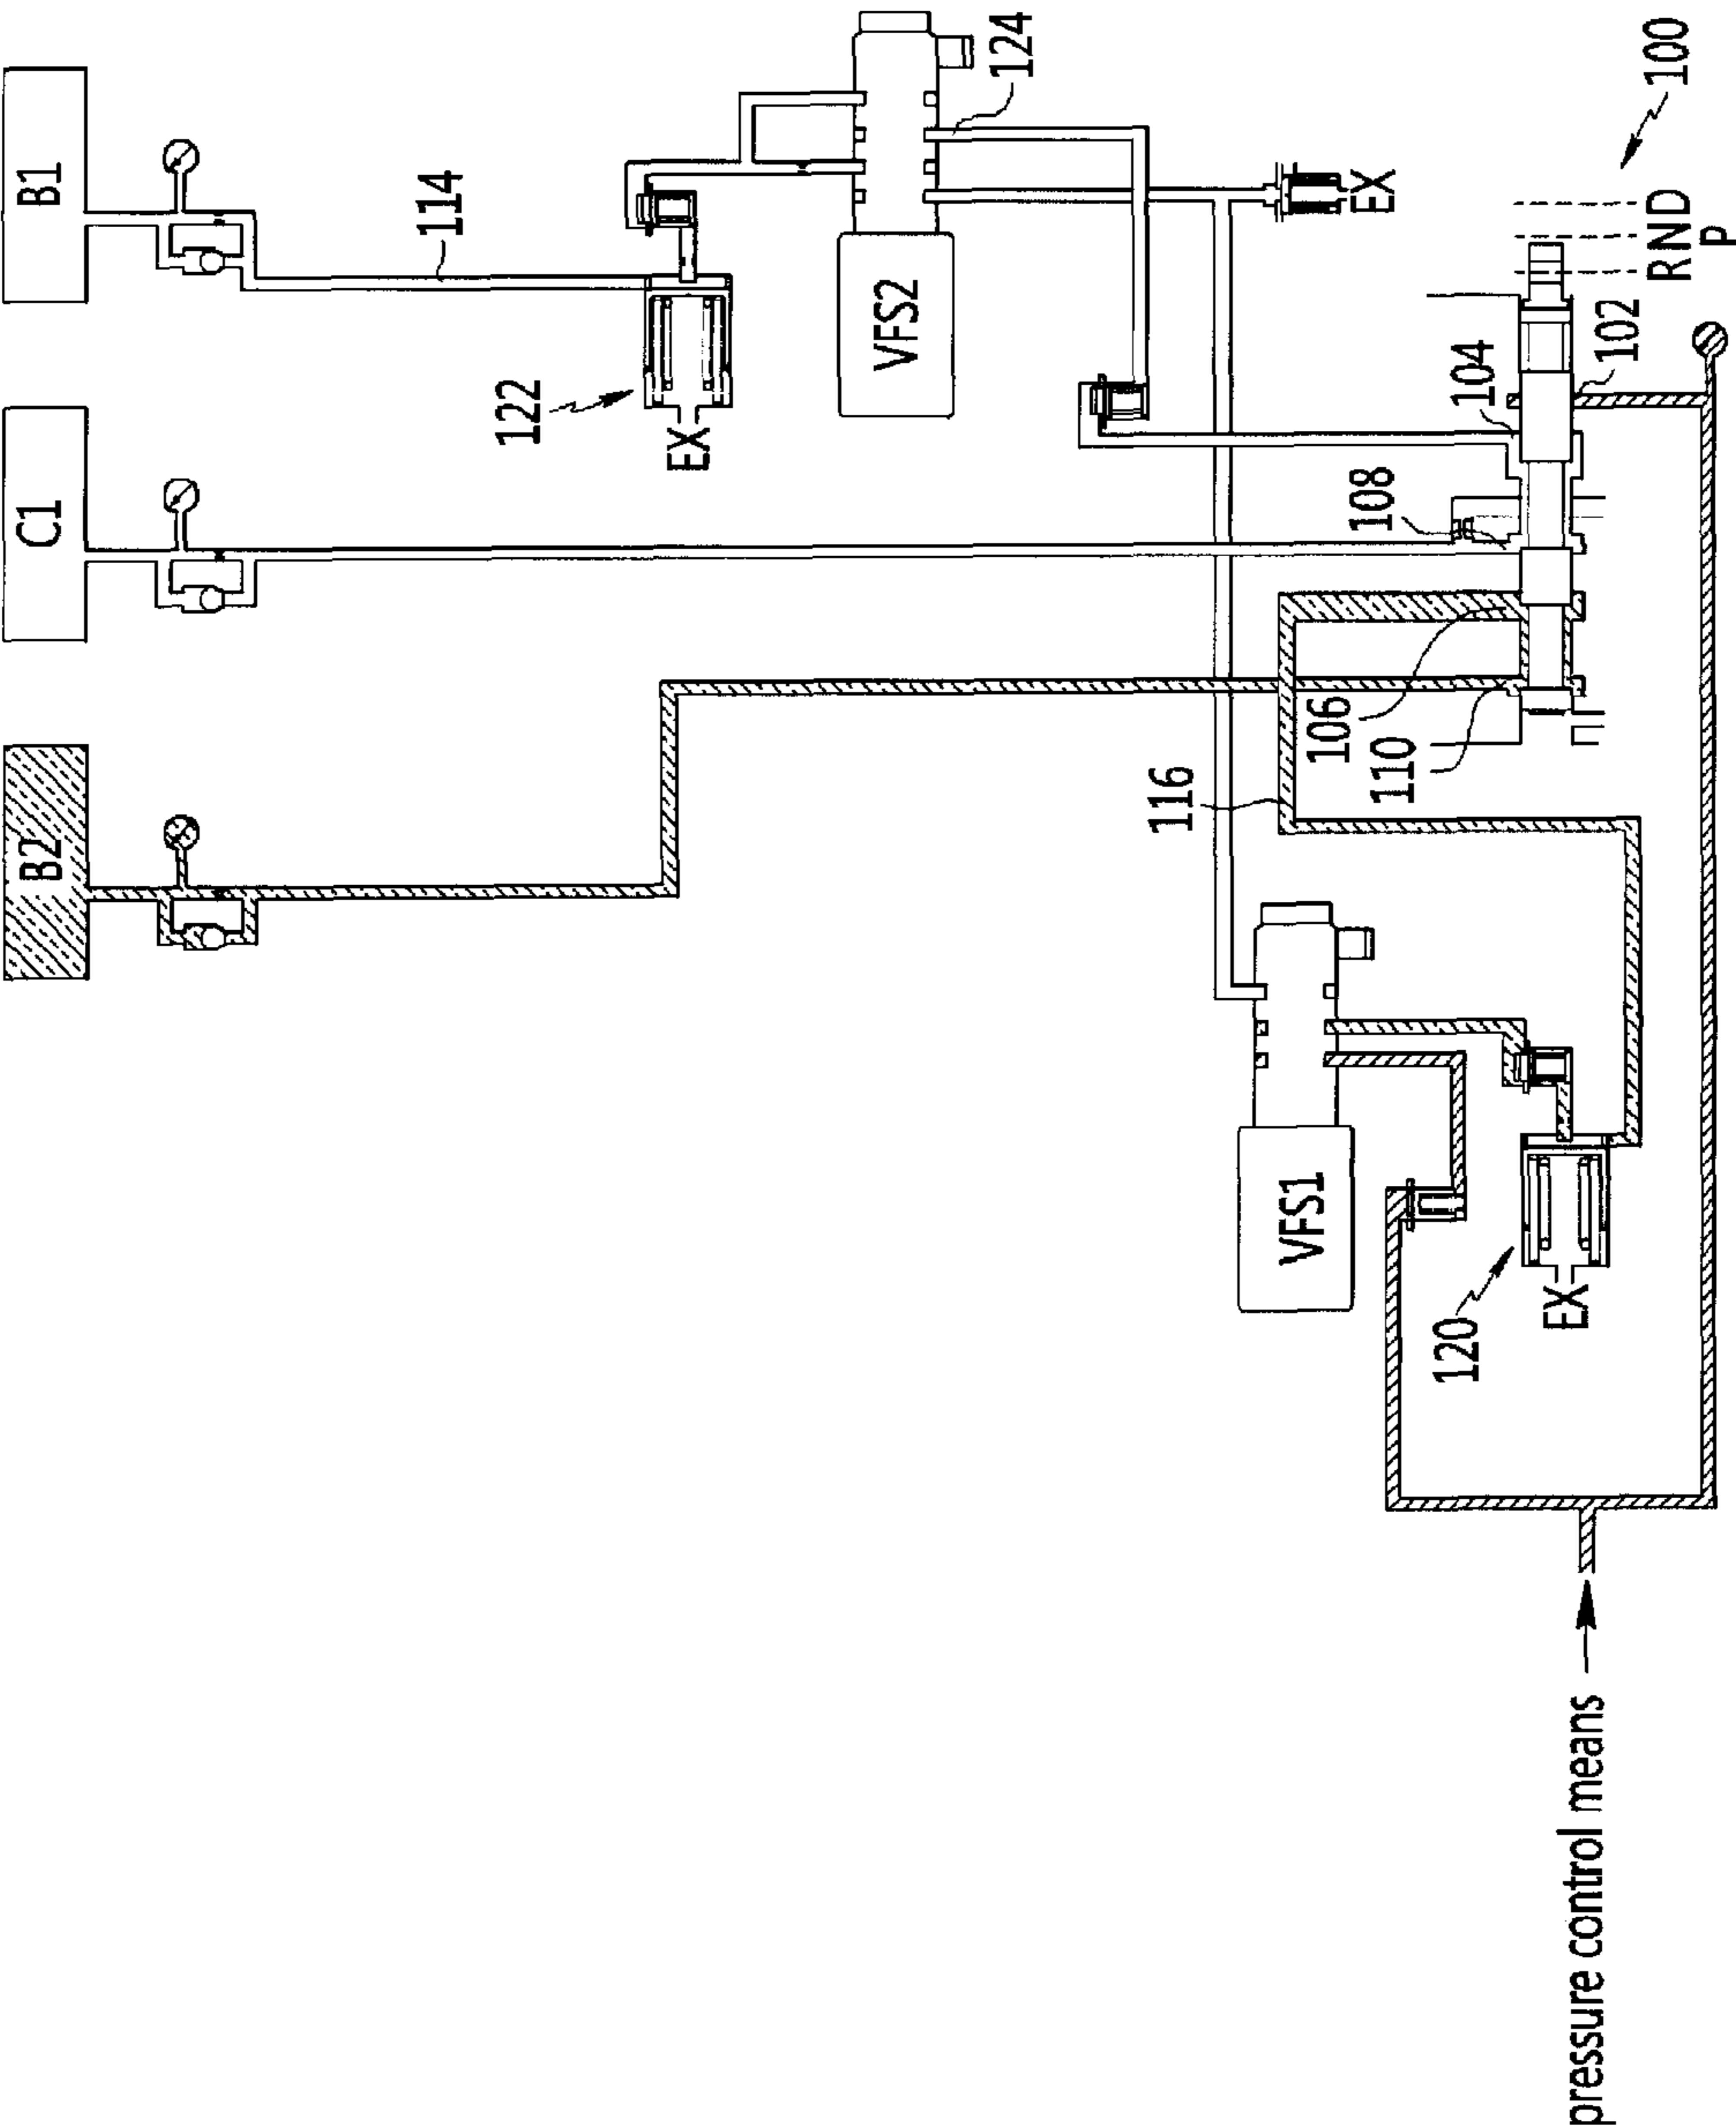 B2
C1
B1
114
122
EX
VFS2
124
116
106
110
108
104
102
EX
RND
P
100
VFS1
120
EX
pressure control means